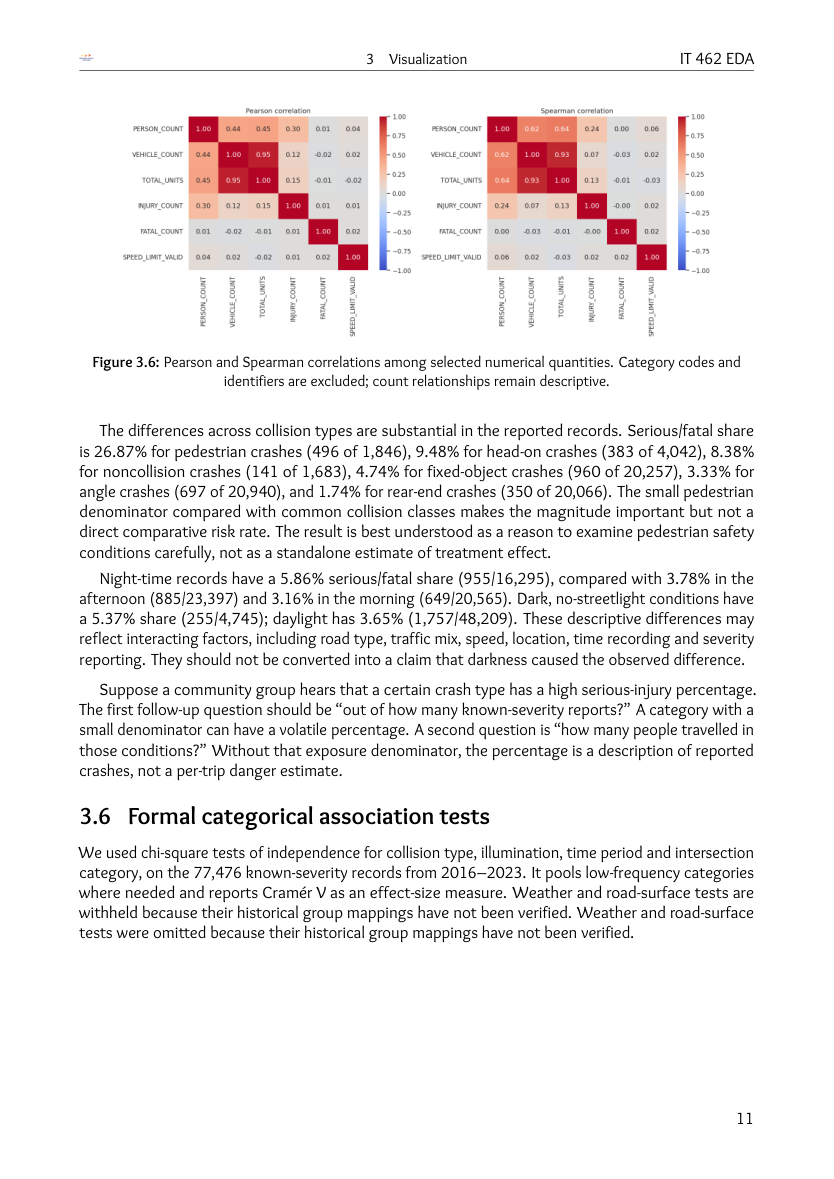 3 Visualization IT 462 EDA
Pearson correlation
PERSON_COUNT 1.00 0.44 0.45 0.30 0.01 0.04
VEHICLE_COUNT 0.44 1.00 0.95 0.12 -0.02 0.02
TOTAL_UNITS 0.45 0.95 1.00 0.15 -0.01 -0.02
INJURY_COUNT 0.30 0.12 0.15 1.00 0.01 0.01
FATAL_COUNT 0.01 -0.02 -0.01 0.01 1.00 0.02
SPEED_LIMIT_VALID 0.04 0.02 -0.02 0.01 0.02 1.00
PERSON_COUNT
VEHICLE_COUNT
TOTAL_UNITS
INJURY_COUNT
FATAL_COUNT
SPEED_LIMIT_VALID
1.00
0.75
0.50
0.25
0.00
−0.25
−0.50
−0.75
−1.00
Spearman correlation
PERSON_COUNT 1.00 0.62 0.64 0.24 0.00 0.06
VEHICLE_COUNT 0.62 1.00 0.93 0.07 -0.03 0.02
TOTAL_UNITS 0.64 0.93 1.00 0.13 -0.01 -0.03
INJURY_COUNT 0.24 0.07 0.13 1.00 -0.00 0.02
FATAL_COUNT 0.00 -0.03 -0.01 -0.00 1.00 0.02
SPEED_LIMIT_VALID 0.06 0.02 -0.03 0.02 0.02 1.00
PERSON_COUNT
VEHICLE_COUNT
TOTAL_UNITS
INJURY_COUNT
FATAL_COUNT
SPEED_LIMIT_VALID
1.00
0.75
0.50
0.25
0.00
−0.25
−0.50
−0.75
−1.00
Figure 3.6: Pearson and Spearman correlations among selected numerical quantities. Category codes and
identifiers are excluded; count relationships remain descriptive.
The differences across collision types are substantial in the reported records. Serious/fatal share
is 26.87% for pedestrian crashes (496 of 1,846), 9.48% for head-on crashes (383 of 4,042), 8.38%
for noncollision crashes (141 of 1,683), 4.74% for fixed-object crashes (960 of 20,257), 3.33% for
angle crashes (697 of 20,940), and 1.74% for rear-end crashes (350 of 20,066). The small pedestrian
denominator compared with common collision classes makes the magnitude important but not a
direct comparative risk rate. The result is best understood as a reason to examine pedestrian safety
conditions carefully, not as a standalone estimate of treatment effect.
Night-time records have a 5.86% serious/fatal share (955/16,295), compared with 3.78% in the
afternoon (885/23,397) and 3.16% in the morning (649/20,565). Dark, no-streetlight conditions have
a 5.37% share (255/4,745); daylight has 3.65% (1,757/48,209). These descriptive differences may
reflect interacting factors, including road type, traffic mix, speed, location, time recording and severity
reporting. They should not be converted into a claim that darkness caused the observed difference.
Suppose a community group hears that a certain crash type has a high serious-injury percentage.
The first follow-up question should be “out of how many known-severity reports?” A category with a
small denominator can have a volatile percentage. A second question is “how many people travelled in
those conditions?” Without that exposure denominator, the percentage is a description of reported
crashes, not a per-trip danger estimate.
3.6 Formal categorical association tests
We used chi-square tests of independence for collision type, illumination, time period and intersection
category, on the 77,476 known-severity records from 2016–2023. It pools low-frequency categories
where needed and reports Cramér V as an effect-size measure. Weather and road-surface tests are
withheld because their historical group mappings have not been verified. Weather and road-surface
tests were omitted because their historical group mappings have not been verified.
11